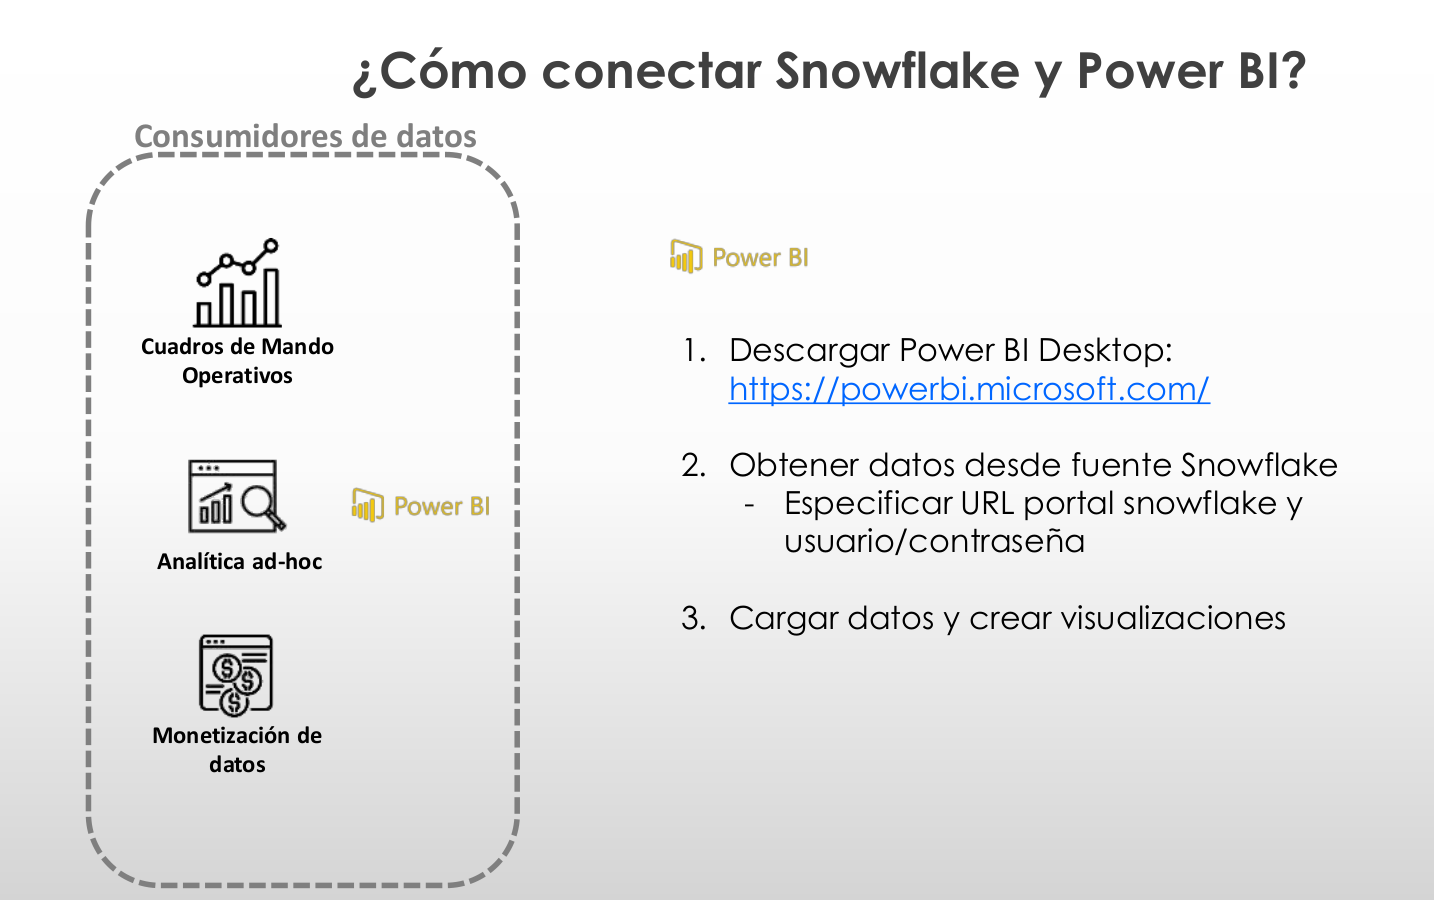 ¿Cómo conectar Snowflake y Power BI?
Consumidores de datos
Cuadros de Mando
Operativos
Analítica ad-hoc
Power BI
Monetización de
datos
Power BI
1. Descargar Power BI Desktop:
https://powerbi.microsoft.com/
2. Obtener datos desde fuente Snowflake
- Especificar URL portal snowflake y
usuario/contraseña
3. Cargar datos y crear visualizaciones